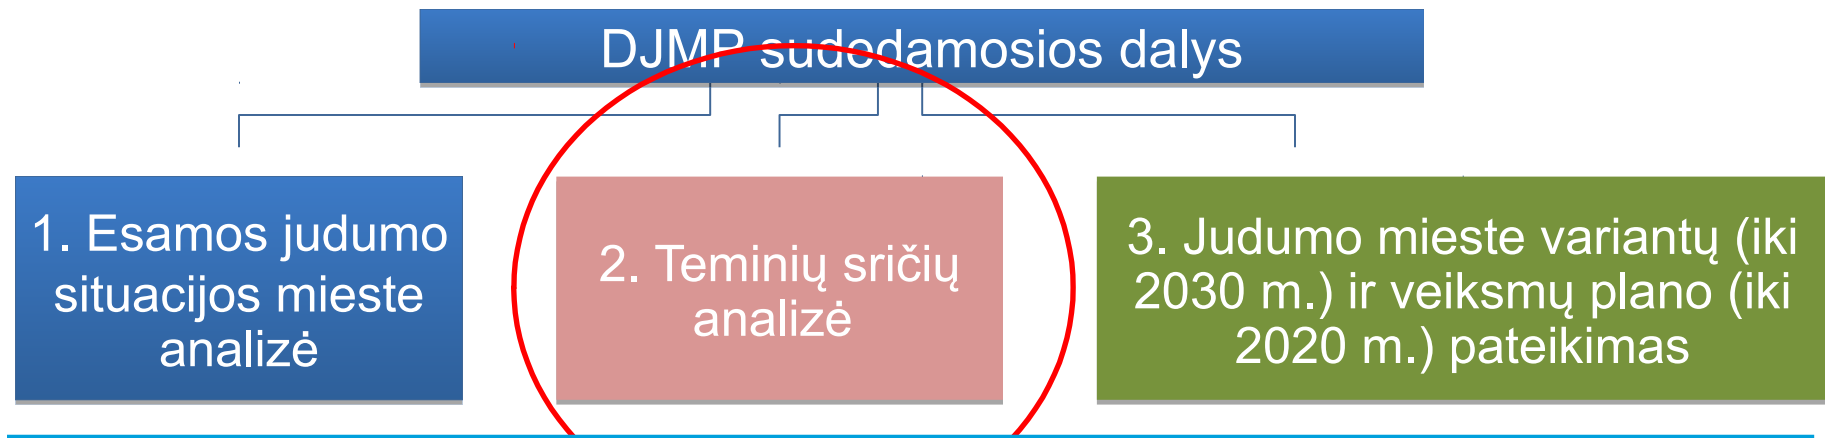 DJMP sudedamosios dalys
1. Esamos judumo
situacijos mieste
analizė
2. Teminių sričių
analizė
3. Judumo mieste variantų (iki
2030 m.) ir veiksmų plano (iki
2020 m.) pateikimas